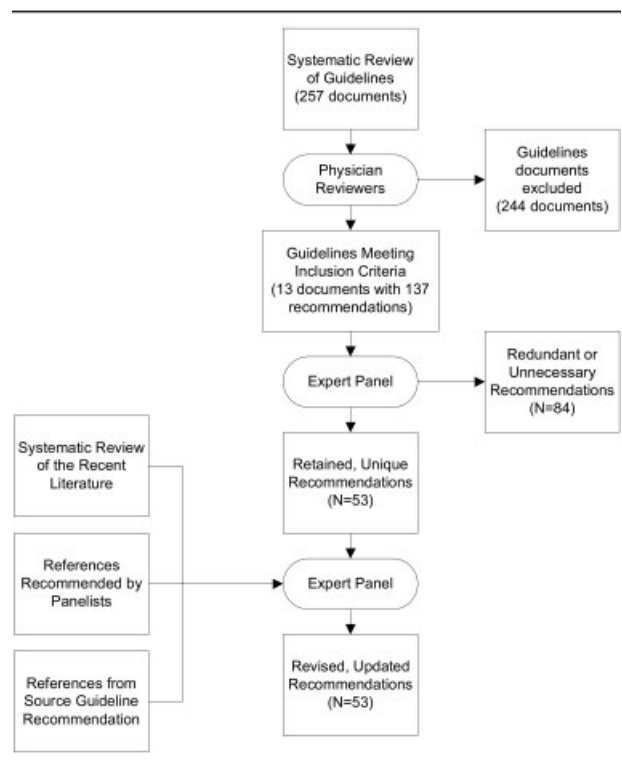 Systematic Review
of Guidelines
(257 documents)
Physician
Reviewers
Guidelines
documents
excluded
(244 documents)
Guidelines Meeting
Inclusion Criteria
(13 documents with 137
recommendations)
Expert Panel
Redundant or
Unnecessary
Recommendations
(N=84)
Systematic Review
of the Recent
Literature
Retained, Unique
Recommendations
(N=53)
References
Recommended by
Panelists
Expert Panel
References from
Source Guideline
Recommendation
Revised, Updated
Recommendations
(N=53)